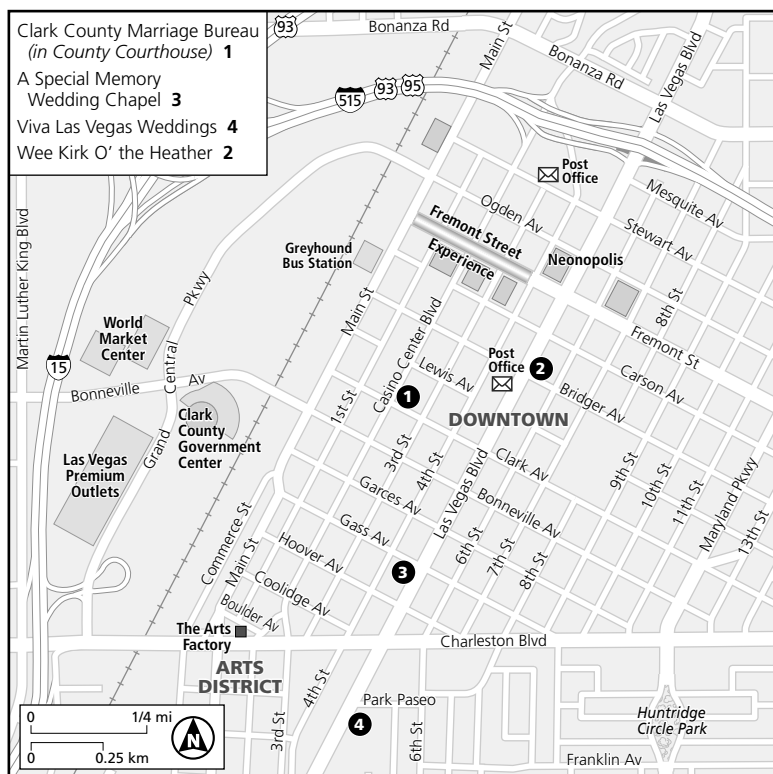 Clark County Marriage Bureau
(in County Courthouse) 1
A Special Memory
Wedding Chapel 3
Viva Las Vegas Weddings 4
Wee Kirk O' the Heather 2
93
Bonanza Rd
Main St
Bonanza Rd
Las Vegas Blvd
515
93
95
Post
Office
Mesquite Av
Ogden Av
Stewart Av
Fremont Street
Experience
Neonopolis
Greyhound
Bus Station
8th St
Martin Luther King Blvd
Pkwy
Main St
Fremont St
World
Market
Center
Casino Center Blvd
Post
Office
2
15
Central
Lewis Av
Carson Av
Bonneville
Av
1
Bridger Av
1st St
DOWNTOWN
Clark
County
Government
Center
Grand
3rd St
4th St
Clark Av
9th St
Las Vegas
Premium
Outlets
Las Vegas Blvd
10th St
Garces Av
Bonneville Av
11th St
Maryland Pkwy
Gass Av
6th St
13th St
Commerce St
Main St
Hoover Av
7th St
8th St
3
Coolidge Av
Boulder Av
The Arts
Factory
Charleston Blvd
ARTS
DISTRICT
4th St
Park Paseo
0
1/4 mi
0
0.25 km
N
3rd St
4
6th St
Huntridge
Circle Park
Franklin Av